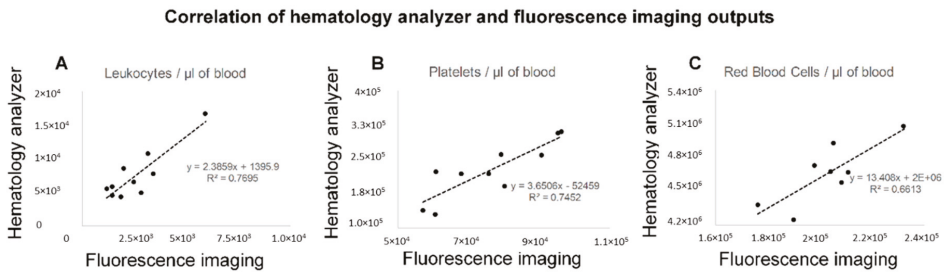 Correlation of hematology analyzer and fluorescence imaging outputs
A
Leukocytes / µl of blood
Hematology analyzer
2×10⁴
1.5×10⁴
1×10⁴
5×10³
0
y = 2.3859x + 1395.9
R² = 0.7695
0
2.5×10³
5×10³
7.5×10³
1.0×10⁴
Fluorescence imaging
B
Platelets / µl of blood
Hematology analyzer
4×10⁵
3.3×10⁵
2.5×10⁵
1.8×10⁵
1.0×10⁵
y = 3.6506x - 52459
R² = 0.7452
5×10⁴
7×10⁴
9×10⁴
1.1×10⁵
Fluorescence imaging
C
Red Blood Cells / µl of blood
Hematology analyzer
5.4×10⁶
5.1×10⁶
4.8×10⁶
4.5×10⁶
4.2×10⁶
y = 13.408x + 2E+06
R² = 0.6613
1.6×10⁵
1.8×10⁵
2.0×10⁵
2.2×10⁵
2.4×10⁵
Fluorescence imaging